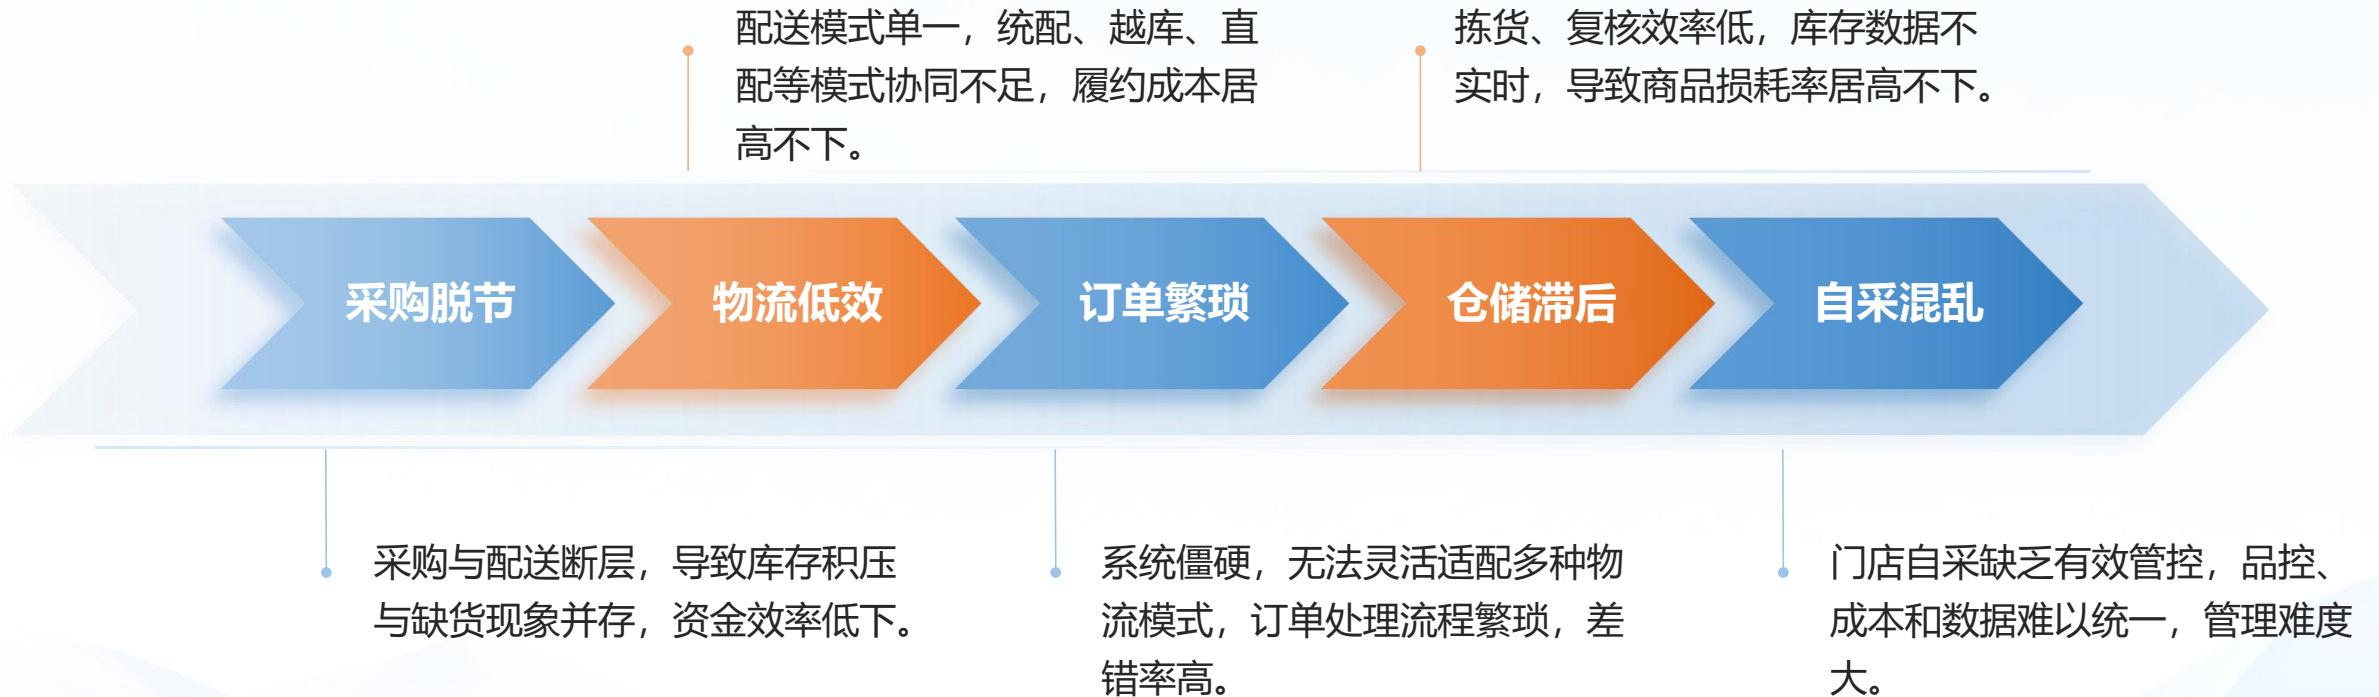 配送模式单一，统配、越库、直
配等模式协同不足，履约成本居
高不下。
拣货、复核效率低，库存数据不
实时，导致商品损耗率居高不下。
采购脱节
物流低效
订单繁琐
仓储滞后
自采混乱
采购与配送断层，导致库存积压
与缺货现象并存，资金效率低下。
系统僵硬，无法灵活适配多种物
流模式，订单处理流程繁琐，差
错率高。
门店自采缺乏有效管控，品控、
成本和数据难以统一，管理难度
大。